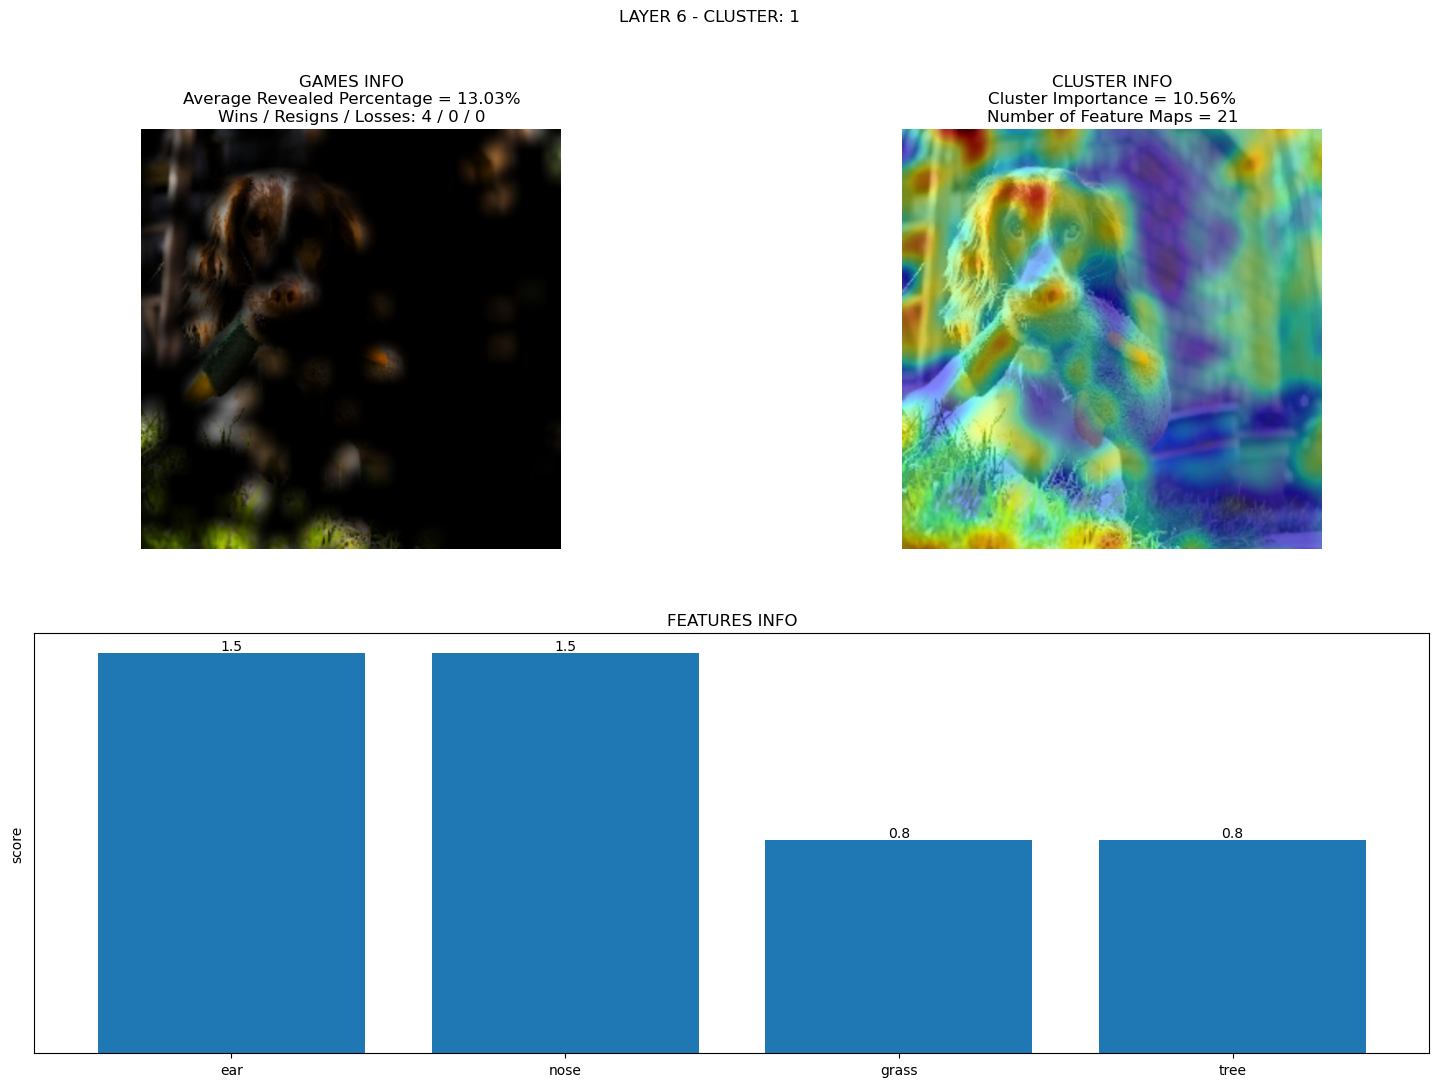 LAYER 6 - CLUSTER: 1
GAMES INFO
Average Revealed Percentage = 13.03%
Wins / Resigns / Losses: 4 / 0 / 0
CLUSTER INFO
Cluster Importance = 10.56%
Number of Feature Maps = 21
FEATURES INFO
score
1.5
1.5
0.8
0.8
ear
nose
grass
tree